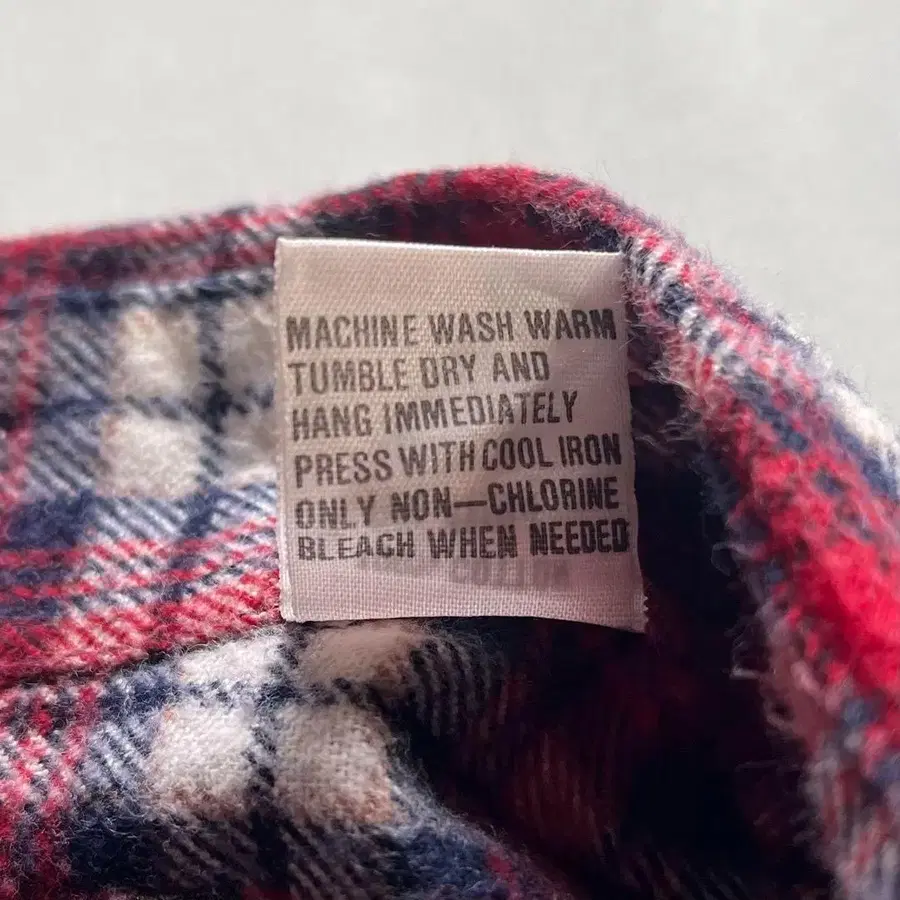 MACHINE WASH WARM
TUMBLE DRY AND
HANG IMMEDIATELY
PRESS WITH COOL IRON
ONLY NON—CHLORINE
BLEACH WHEN NEEDED